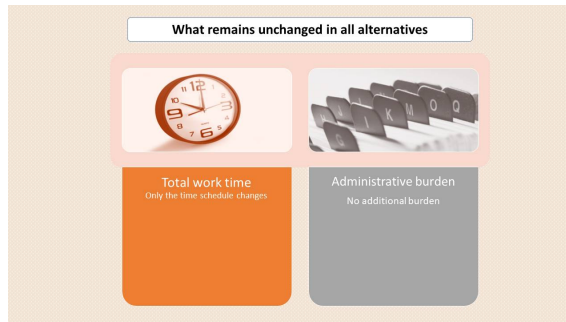 What remains unchanged in all alternatives
Total work time
Only the time schedule changes
Administrative burden
No additional burden